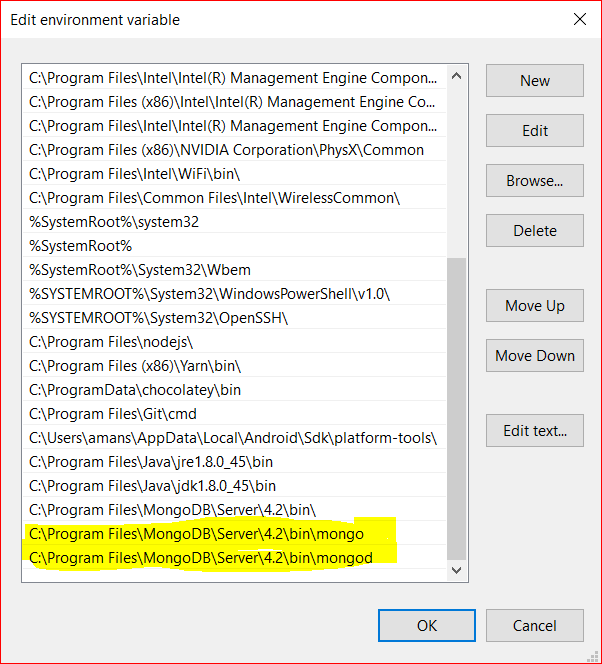 Edit environment variable
C:\Program Files\Intel\Intel(R) Management Engine Compon...
C:\Program Files (x86)\Intel\Intel(R) Management Engine Co...
C:\Program Files\Intel\Intel(R) Management Engine Compon...
C:\Program Files (x86)\NVIDIA Corporation\PhysX\Common
C:\Program Files\Intel\WiFi\bin\
C:\Program Files\Common Files\Intel\WirelessCommon\
%SystemRoot%\system32
%SystemRoot%
%SystemRoot%\System32\Wbem
%SYSTEMROOT%\System32\WindowsPowerShell\v1.0\
%SYSTEMROOT%\System32\OpenSSH\
C:\Program Files\nodejs\
C:\Program Files (x86)\Yarn\bin\
C:\ProgramData\chocolatey\bin
C:\Program Files\Git\cmd
C:\Users\amans\AppData\Local\Android\Sdk\platform-tools\
C:\Program Files\Java\jre1.8.0_45\bin
C:\Program Files\Java\jdk1.8.0_45\bin
C:\Program Files\MongoDB\Server\4.2\bin\
C:\Program Files\MongoDB\Server\4.2\bin\mongo
C:\Program Files\MongoDB\Server\4.2\bin\mongod
New
Edit
Browse...
Delete
Move Up
Move Down
Edit text...
OK
Cancel